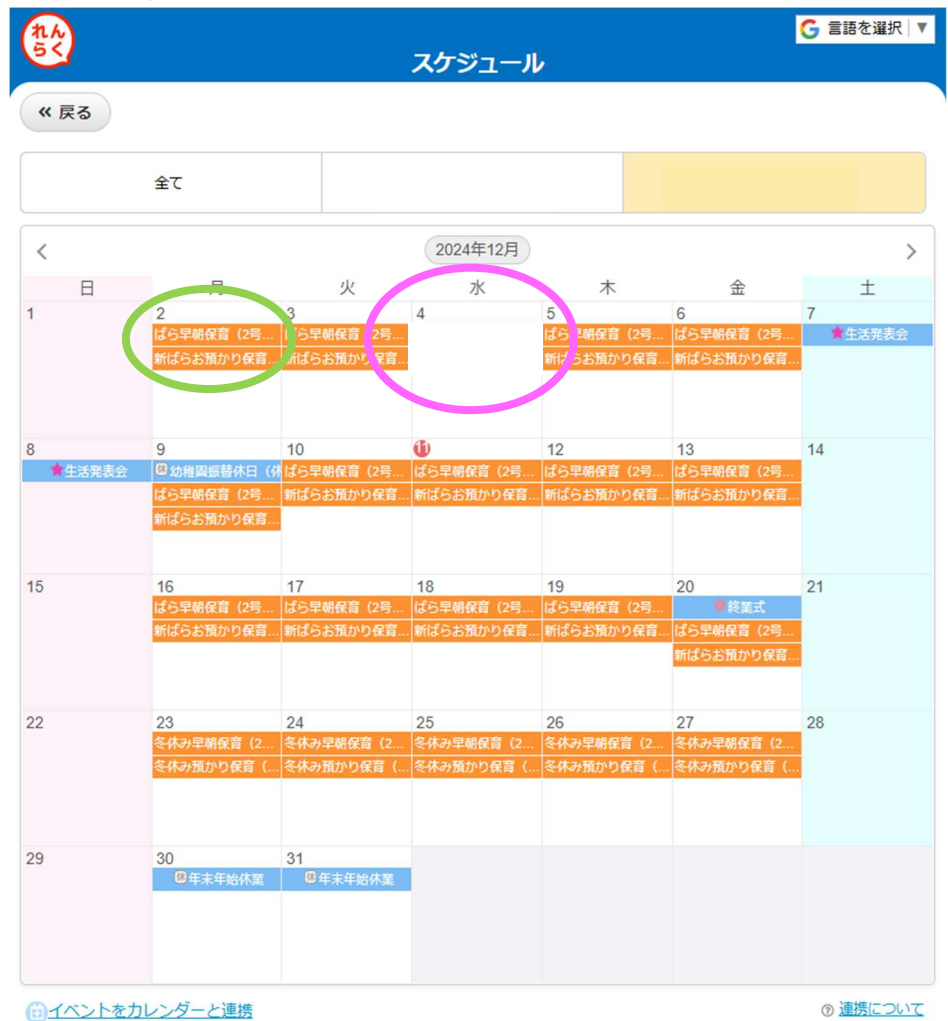 れん
らく
言語を選択 ▼
スケジュール
« 戻る
全て
< 2024年12月 >
日 月 火 水 木 金 土
1 2 3 4 5 6 7
ばら早朝保育（2号... ばら早朝保育（2号... ばら早朝保育（2号... ばら早朝保育（2号... ★生活発表会
新ばらお預かり保育... 新ばらお預かり保育... 新ばらお預かり保育... 新ばらお預かり保育...
8 9 10 11 12 13 14
★生活発表会 休 幼稚園振替休日（休 ばら早朝保育（2号... ばら早朝保育（2号... ばら早朝保育（2号... ばら早朝保育（2号...
ばら早朝保育（2号... 新ばらお預かり保育... 新ばらお預かり保育... 新ばらお預かり保育... 新ばらお預かり保育...
新ばらお預かり保育...
15 16 17 18 19 20 21
ばら早朝保育（2号... ばら早朝保育（2号... ばら早朝保育（2号... ばら早朝保育（2号... 終業式
新ばらお預かり保育... 新ばらお預かり保育... 新ばらお預かり保育... 新ばらお預かり保育... ばら早朝保育（2号...
新ばらお預かり保育...
22 23 24 25 26 27 28
冬休み早朝保育（2... 冬休み早朝保育（2... 冬休み早朝保育（2... 冬休み早朝保育（2... 冬休み早朝保育（2...
冬休み預かり保育（... 冬休み預かり保育（... 冬休み預かり保育（... 冬休み預かり保育（... 冬休み預かり保育（...
29 30 31
休 年末年始休業 休 年末年始休業
イベントをカレンダーと連携 ? 連携について